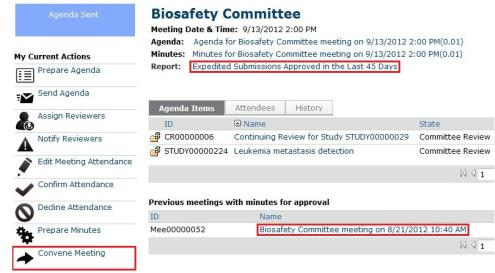 Agenda Sent
My Current Actions
Prepare Agenda
Send Agenda
Assign Reviewers
Notify Reviewers
Edit Meeting Attendance
Confirm Attendance
Decline Attendance
Prepare Minutes
Convene Meeting
Biosafety Committee
Meeting Date & Time: 9/13/2012 2:00 PM
Agenda: Agenda for Biosafety Committee meeting on 9/13/2012 2:00 PM(0.01)
Minutes: Minutes for Biosafety Committee meeting on 9/13/2012 2:00 PM(0.01)
Report: Expedited Submissions Approved in the Last 45 Days
Agenda Items Attendees History
ID Name State
CR00000006 Continuing Review for Study STUDY00000029 Committee Review
STUDY00000224 Leukemia metastasis detection Committee Review
1
Previous meetings with minutes for approval
ID Name
Mee00000052 Biosafety Committee meeting on 8/21/2012 10:40 AM
1